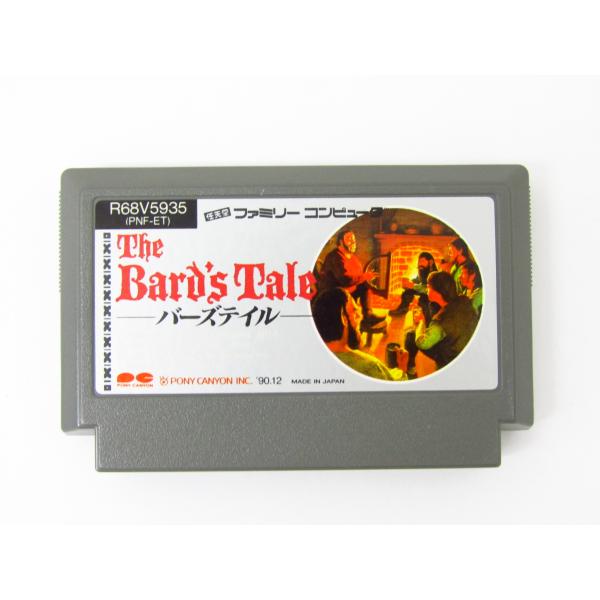 R68V5935
(PNF-ET)
任天堂 ファミリー コンピュータ
The
Bard's Tale
バーズテイル
PONY CANYON
PONY CANYON INC. '90.12 MADE IN JAPAN